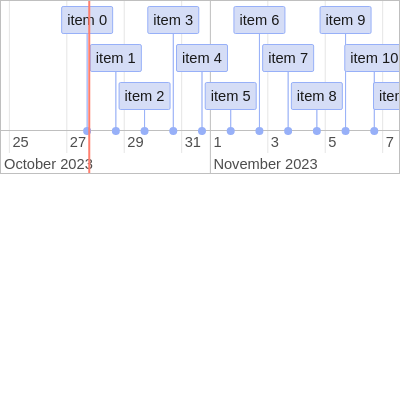 item 0
item 3
item 6
item 9
item 1
item 4
item 7
item 10
item 2
item 5
item 8
25
27
29
31
1
3
5
7
October 2023
November 2023